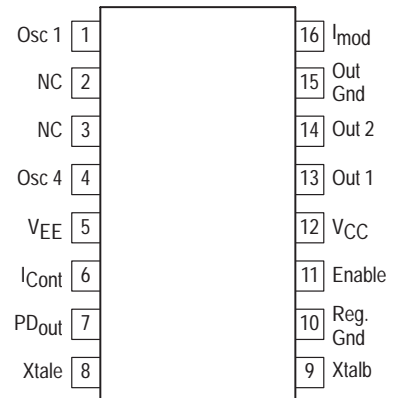 Osc 1 1
NC 2
NC 3
Osc 4 4
VEE 5
ICont 6
PDout 7
Xtale 8
16 Imod
15 Out
Gnd
14 Out 2
13 Out 1
12 VCC
11 Enable
10 Reg.
Gnd
9 Xtalb